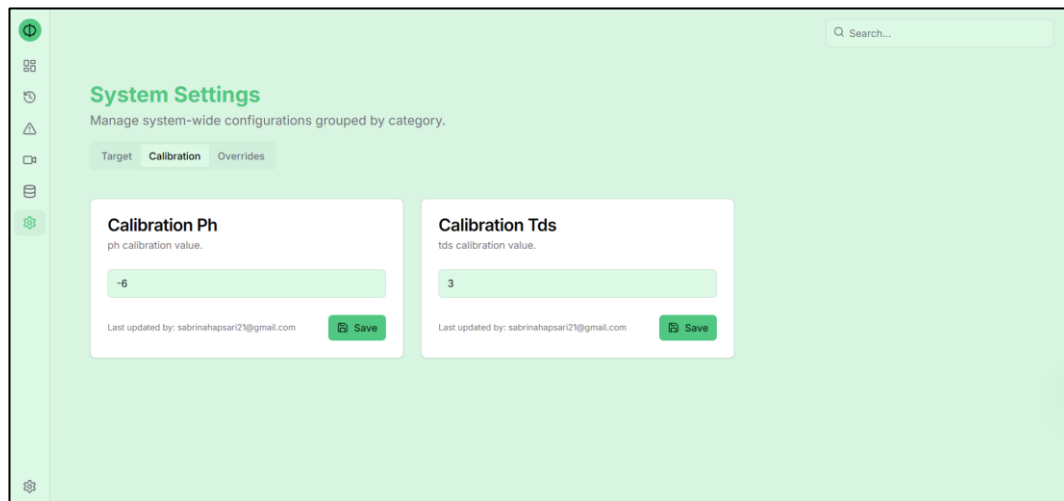 Search...
System Settings
Manage system-wide configurations grouped by category.
Target Calibration Overrides
Calibration Ph
ph calibration value.
-6
Last updated by: sabrinahapsari21@gmail.com
Save
Calibration Tds
tds calibration value.
3
Last updated by: sabrinahapsari21@gmail.com
Save